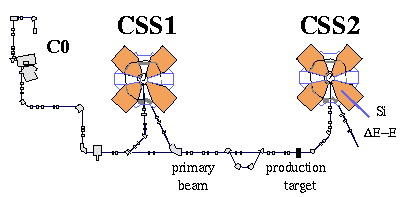 CSS1
CSS2
C0
Si
ΔE–E
primary
beam
production
target